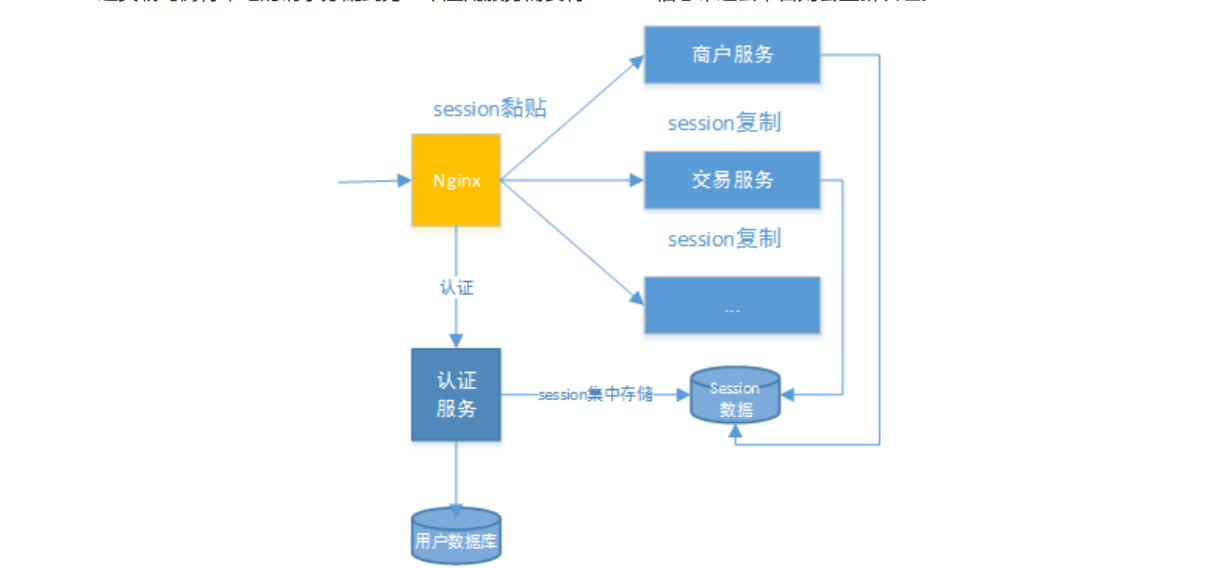 商户服务
session黏贴
session复制
Nginx
交易服务
session复制
认证
...
认证
服务
session集中存储
Session
数据
用户数据库